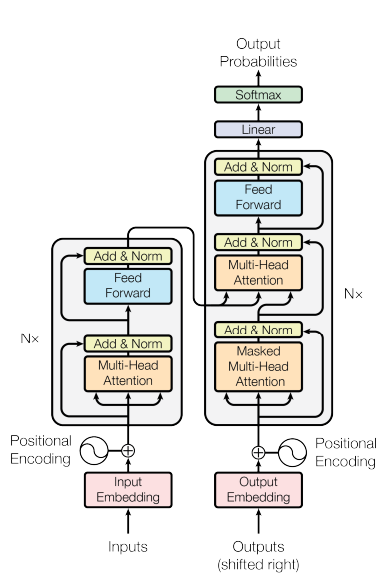 Output
Probabilities
Softmax
Linear
Add & Norm
Feed
Forward
Add & Norm
Multi-Head
Attention
Add & Norm
Masked
Multi-Head
Attention
N×
Add & Norm
Feed
Forward
Add & Norm
Multi-Head
Attention
N×
Positional
Encoding
Positional
Encoding
Input
Embedding
Output
Embedding
Inputs
Outputs
(shifted right)